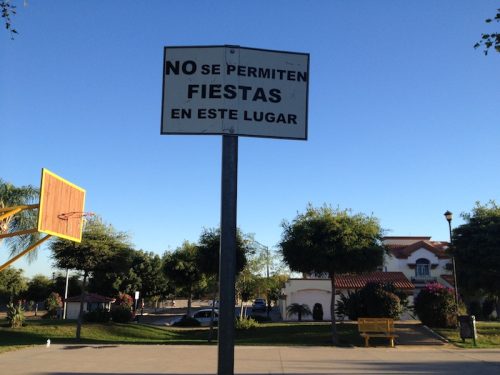 NO SE PERMITEN
FIESTAS
EN ESTE LUGAR